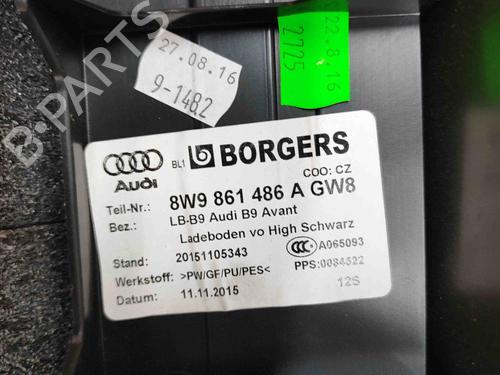 27.08.16
9-1482
22.8.16
2725
B-PARTS
Audi
BL1 BORGERS
COO: CZ
Teil-Nr.: 8W9 861 486 A GW8
Bez.: LB-B9 Audi B9 Avant
Ladeboden vo High Schwarz
Stand: 20151105343
CCC A065093
Werkstoff: >PW/GF/PU/PES< PPS:0084522
Datum: 11.11.2015 12S